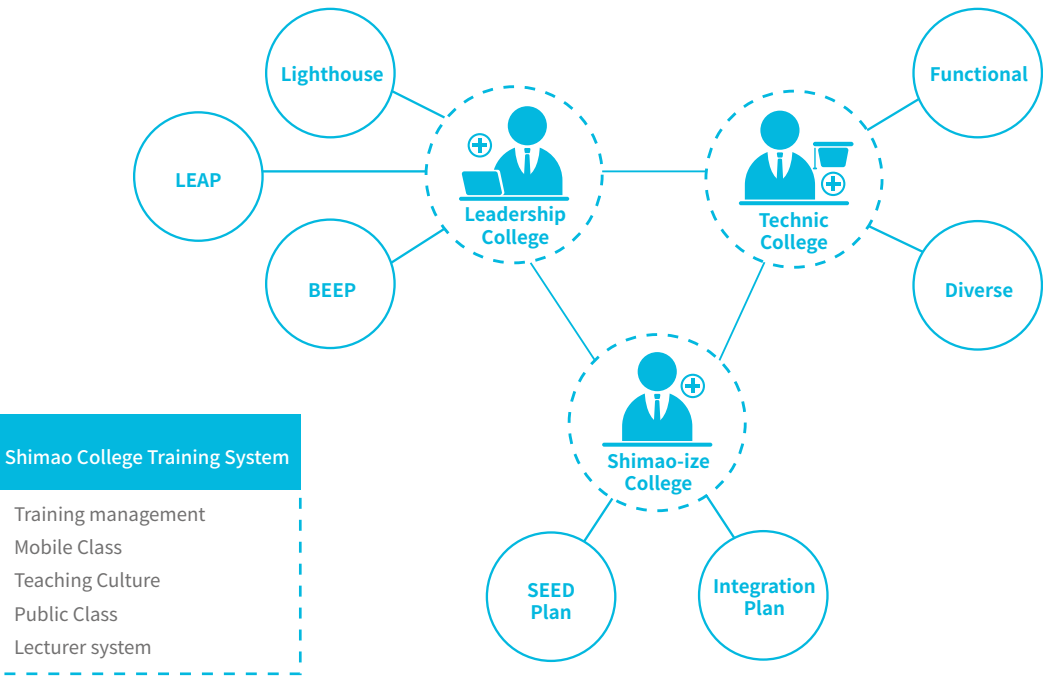 Lighthouse
Functional
LEAP
Leadership
College
Technic
College
BEEP
Diverse
Shimao-ize
College
Shimao College Training System
Training management
Mobile Class
Teaching Culture
Public Class
Lecturer system
SEED
Plan
Integration
Plan